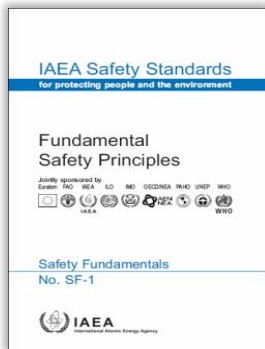 IAEA Safety Standards
for protecting people and the environment
Fundamental
Safety Principles
Jointly sponsored by
Euratom FAO IAEA ILO IMO OECD/NEA PAHO UNEP WHO
IAEA
NEA
WHO
Safety Fundamentals
No. SF-1
IAEA
International Atomic Energy Agency